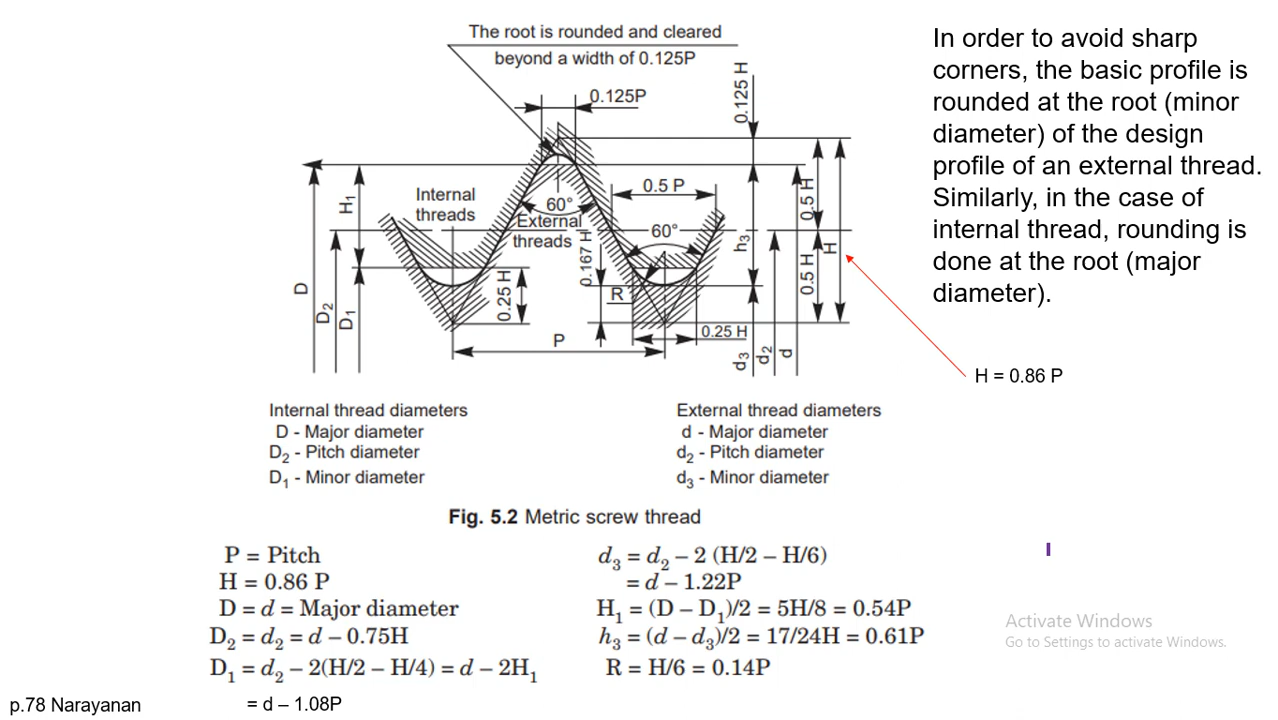 The root is rounded and cleared
beyond a width of 0.125P
0.125P
0.125 H
Internal
threads
60°
External
threads
0.5 P
60°
H₁
h₃
0.5 H
0.5 H
H
0.167 H
R
0.25 H
0.25 H
P
D
D₂
D₁
d₃
d₂
d
In order to avoid sharp
corners, the basic profile is
rounded at the root (minor
diameter) of the design
profile of an external thread.
Similarly, in the case of
internal thread, rounding is
done at the root (major
diameter).
H = 0.86 P
Internal thread diameters
D - Major diameter
D₂ - Pitch diameter
D₁ - Minor diameter
External thread diameters
d - Major diameter
d₂ - Pitch diameter
d₃ - Minor diameter
Fig. 5.2 Metric screw thread
P = Pitch
H = 0.86 P
D = d = Major diameter
D₂ = d₂ = d – 0.75H
D₁ = d₂ – 2(H/2 – H/4) = d – 2H₁
= d – 1.08P
d₃ = d₂ – 2 (H/2 – H/6)
= d – 1.22P
H₁ = (D – D₁)/2 = 5H/8 = 0.54P
h₃ = (d – d₃)/2 = 17/24H = 0.61P
R = H/6 = 0.14P
Activate Windows
Go to Settings to activate Windows.
p.78 Narayanan